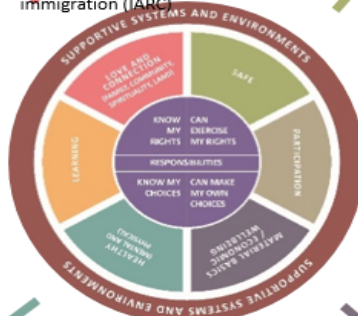 immigration (IARC)
SUPPORTIVE SYSTEMS AND ENVIRONMENTS
LOVE AND
CONNECTION
(FAMILY, COMMUNITY,
SPIRITUALITY, LAND)
SAFE
LEARNING
PARTICIPATION
KNOW
MY
RIGHTS
CAN
EXERCISE
MY RIGHTS
RESPONSIBILITIES
KNOW MY
CHOICES
CAN MAKE
MY OWN
CHOICES
HEALTHY
(MENTAL AND
PHYSICAL)
MATERIAL BASICS
/ ECONOMIC
WELLBEING
SUPPORTIVE SYSTEMS AND ENVIRONMENTS